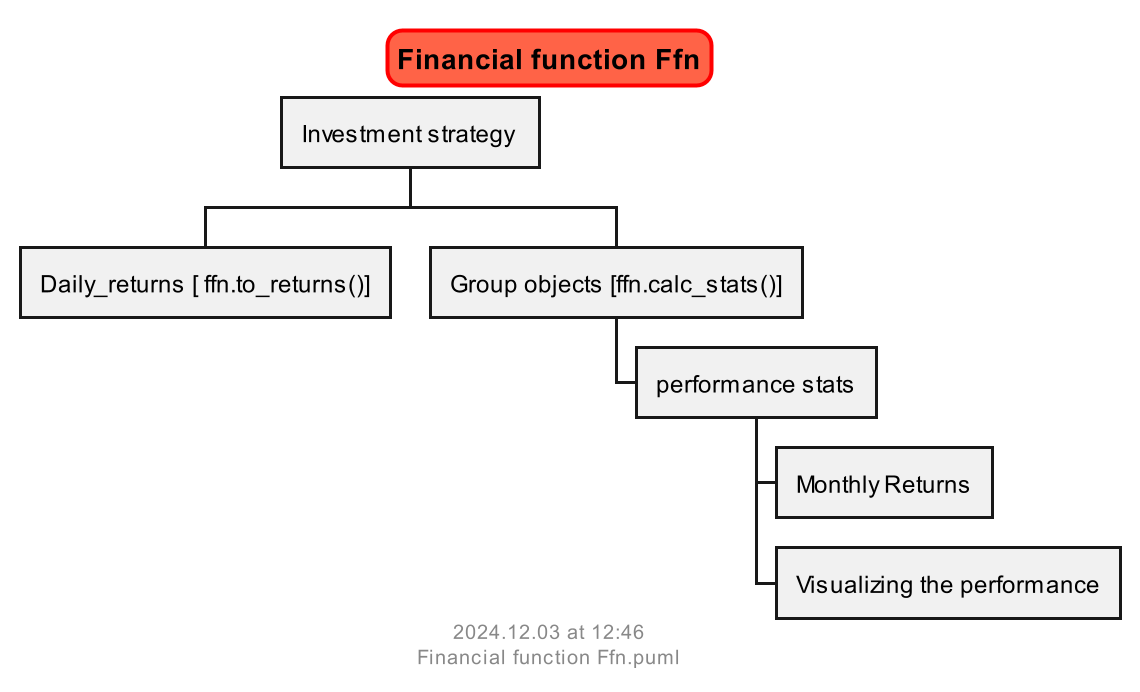 Financial function Ffn
Investment strategy
Daily_returns [ ffn.to_returns()]
Group objects [ffn.calc_stats()]
performance stats
Monthly Returns
Visualizing the performance
2024.12.03 at 12:46
Financial function Ffn.puml